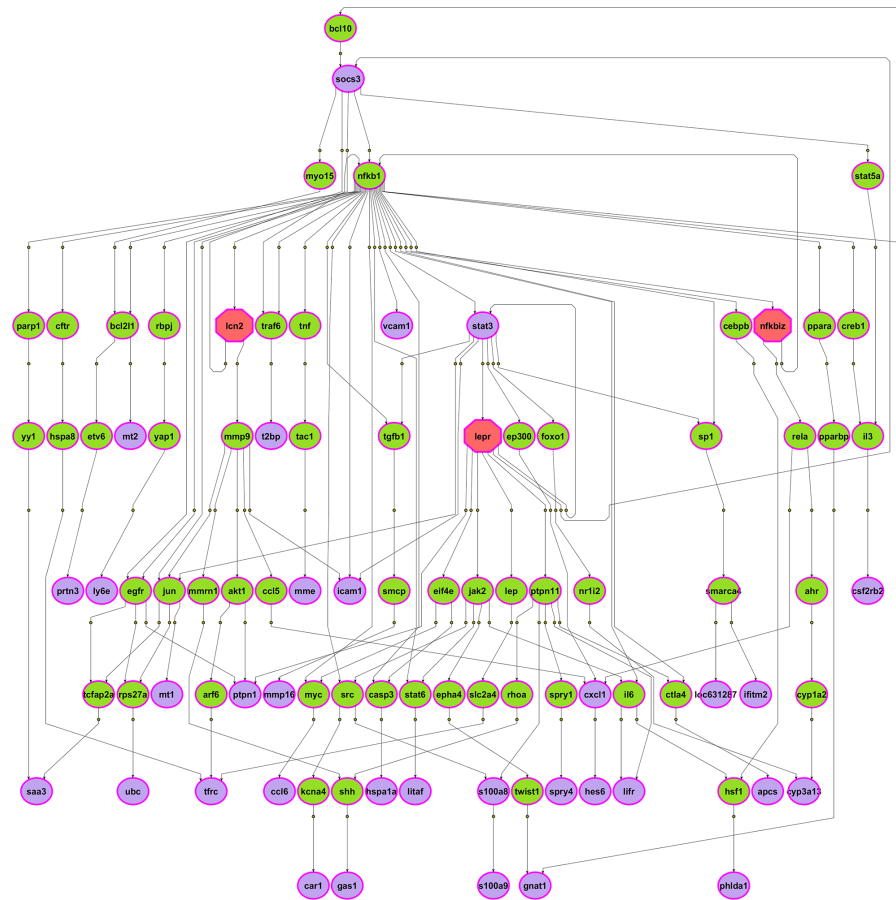 bcl10
socs3
myo15 nfkb1 stat5a
parp1 cftr bcl2l1 rbpj lcn2 traf6 tnf vcam1 stat3 cebpb nfkbiz ppara creb1
yy1 hspa8 etv6 mt2 yap1 mmp9 t2bp tac1 tgfb1 lepr ep300 foxo1 sp1 rela pparbp il3
prtn3 ly6e egfr jun mmrn1 akt1 ccl5 mme icam1 smcp eif4e jak2 lep ptpn11 nr1i2 smarca4 ahr csf2rb2
tcfap2a rps27a mt1 arf6 ptpn1 mmp16 myc src casp3 stat6 epha4 slc2a4 rhoa spry1 cxcl1 il6 ctla4 loc631287 ifitm2 cyp1a2
saa3 ubc tfrc ccl6 kcna4 shh hspa1a litaf s100a8 twist1 spry4 hes6 lifr hsf1 apcs cyp3a13
car1 gas1 s100a9 gnat1 phlda1